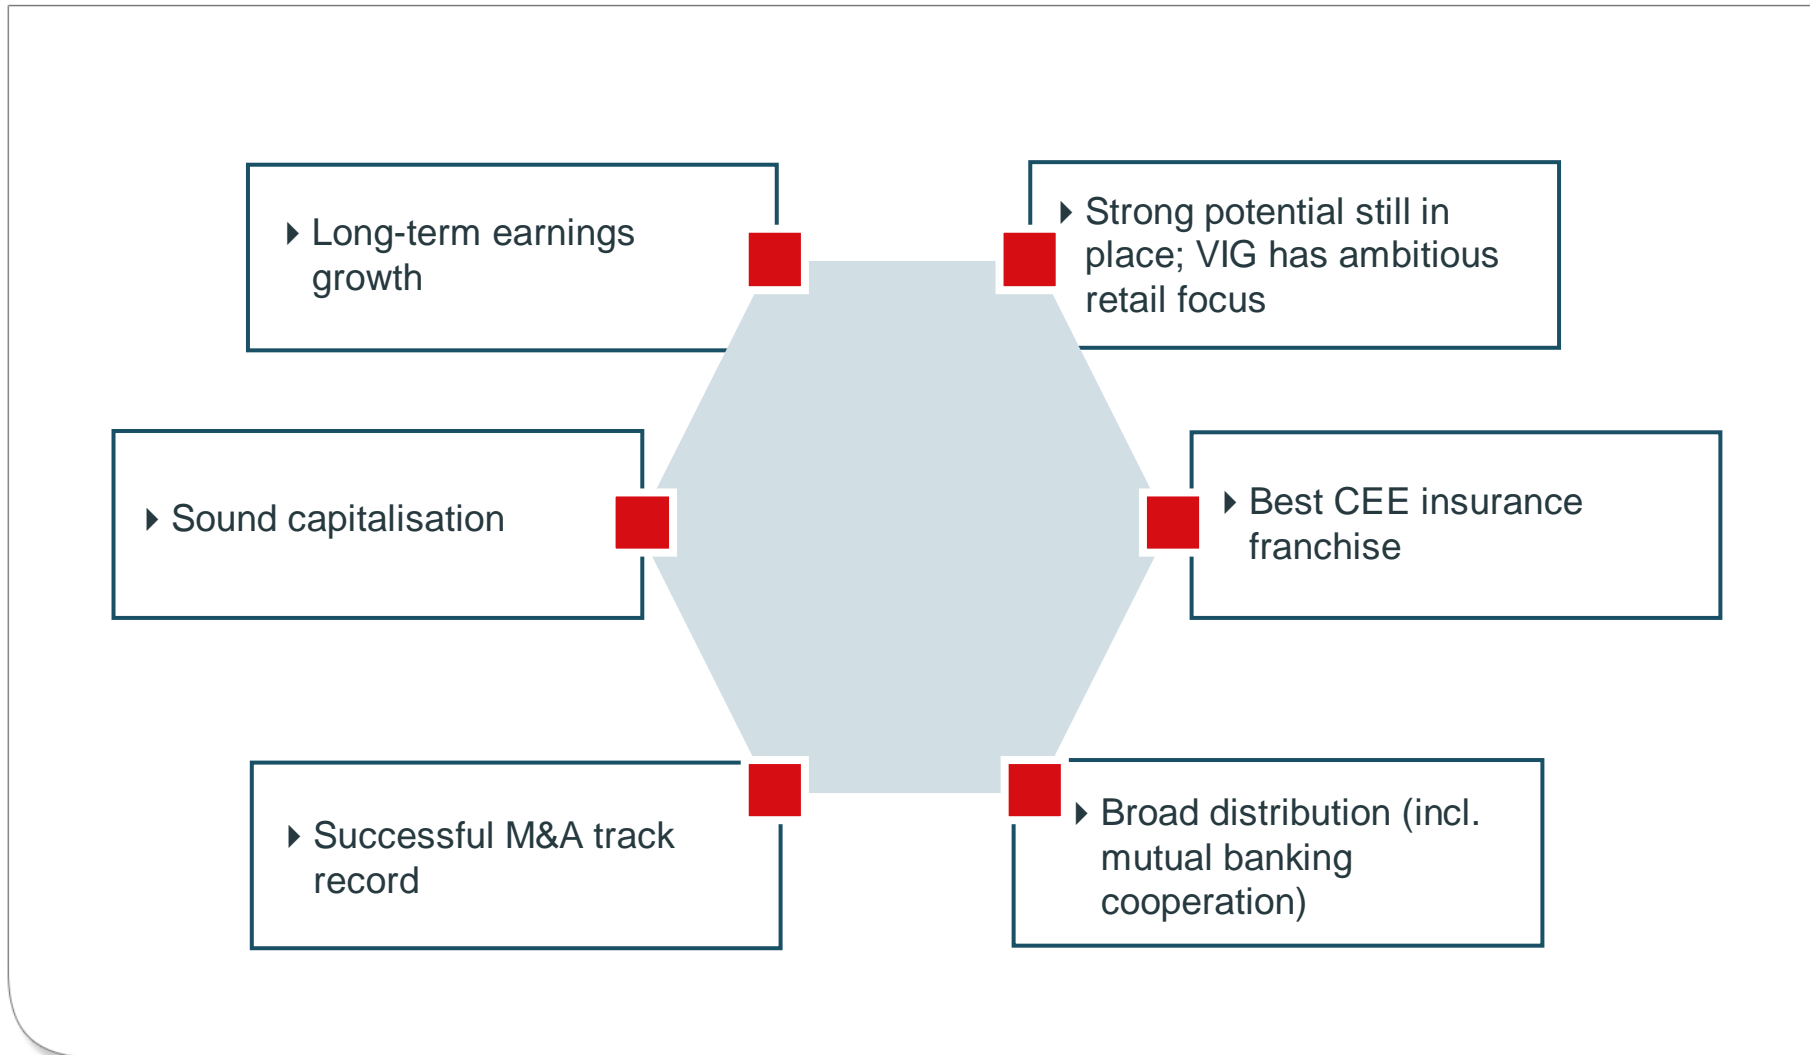 Long-term earnings
growth
Strong potential still in
place; VIG has ambitious
retail focus
Sound capitalisation
Best CEE insurance
franchise
Successful M&A track
record
Broad distribution (incl.
mutual banking
cooperation)